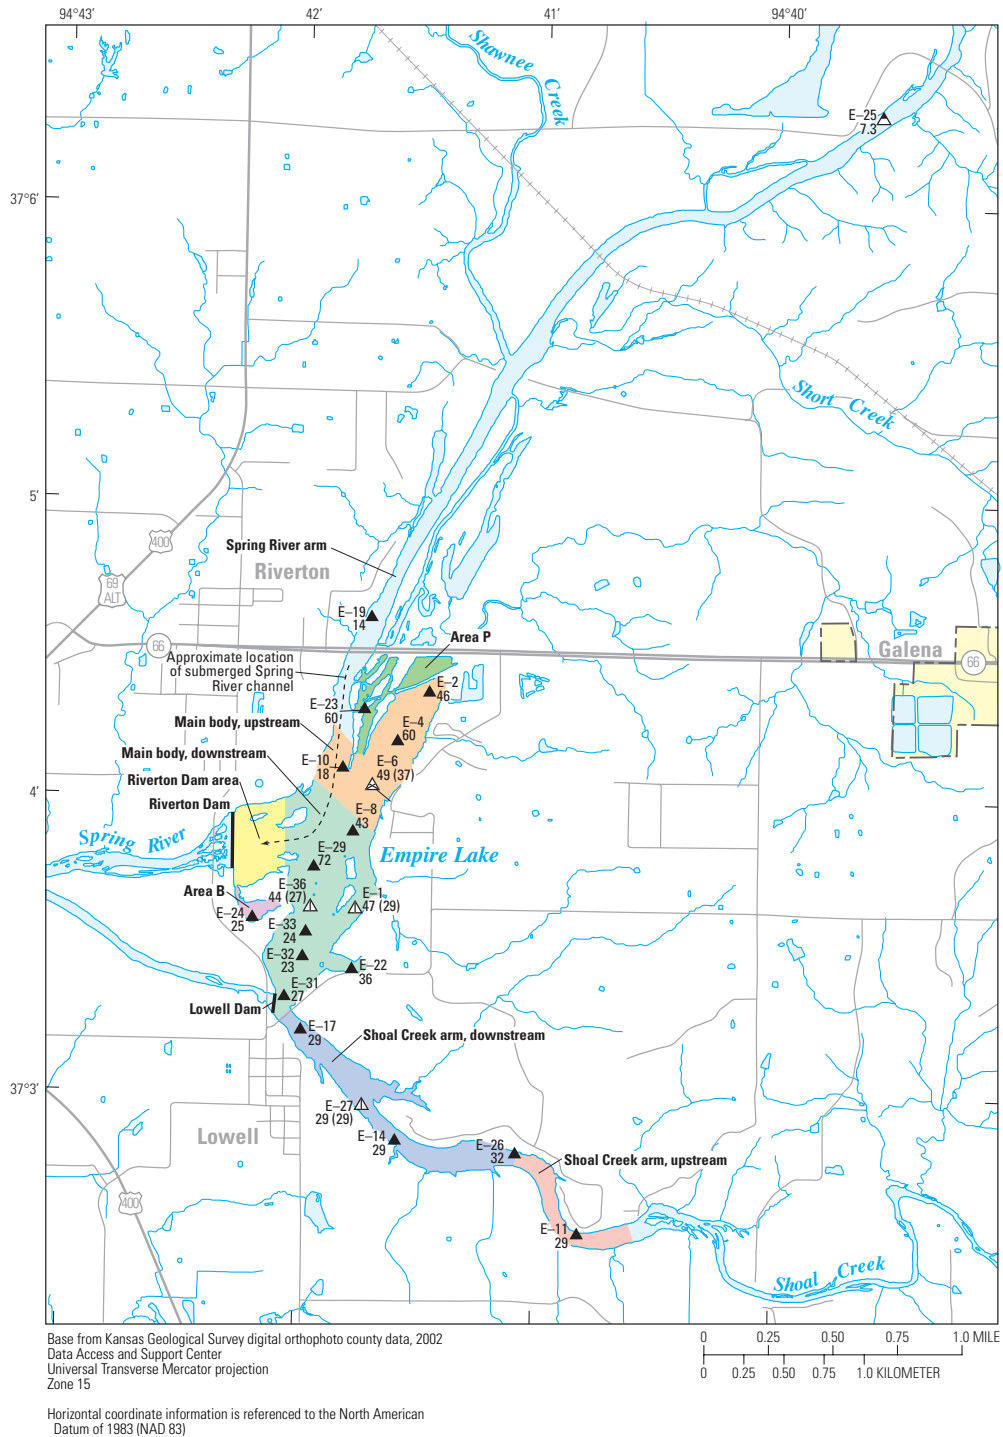 94°43′
42′
41′
94°40′
Shawnee
Creek
E–25
7.3
37°6′
Short Creek
5′
400
69
ALT
Spring River arm
Riverton
E–19
14
66
Area P
Galena
66
Approximate location
of submerged Spring
River channel
E–2
46
E–23
60
Main body, upstream
E–4
60
Main body, downstream
E–10
18
E–6
49 (37)
Riverton Dam area
4′
Riverton Dam
E–8
43
Spring River
E–29
72
Empire Lake
Area B
E–36
44 (27)
E–1
47 (29)
E–24
25
E–33
24
E–32
23
E–22
36
E–31
27
Lowell Dam
E–17
29
Shoal Creek arm, downstream
37°3′
E–27
29 (29)
Lowell
E–14
29
E–26
32
Shoal Creek arm, upstream
400
E–11
29
Shoal Creek
Base from Kansas Geological Survey digital orthophoto county data, 2002
Data Access and Support Center
Universal Transverse Mercator projection
Zone 15
0 0.25 0.50 0.75 1.0 MILE
0 0.25 0.50 0.75 1.0 KILOMETER
Horizontal coordinate information is referenced to the North American
Datum of 1983 (NAD 83)